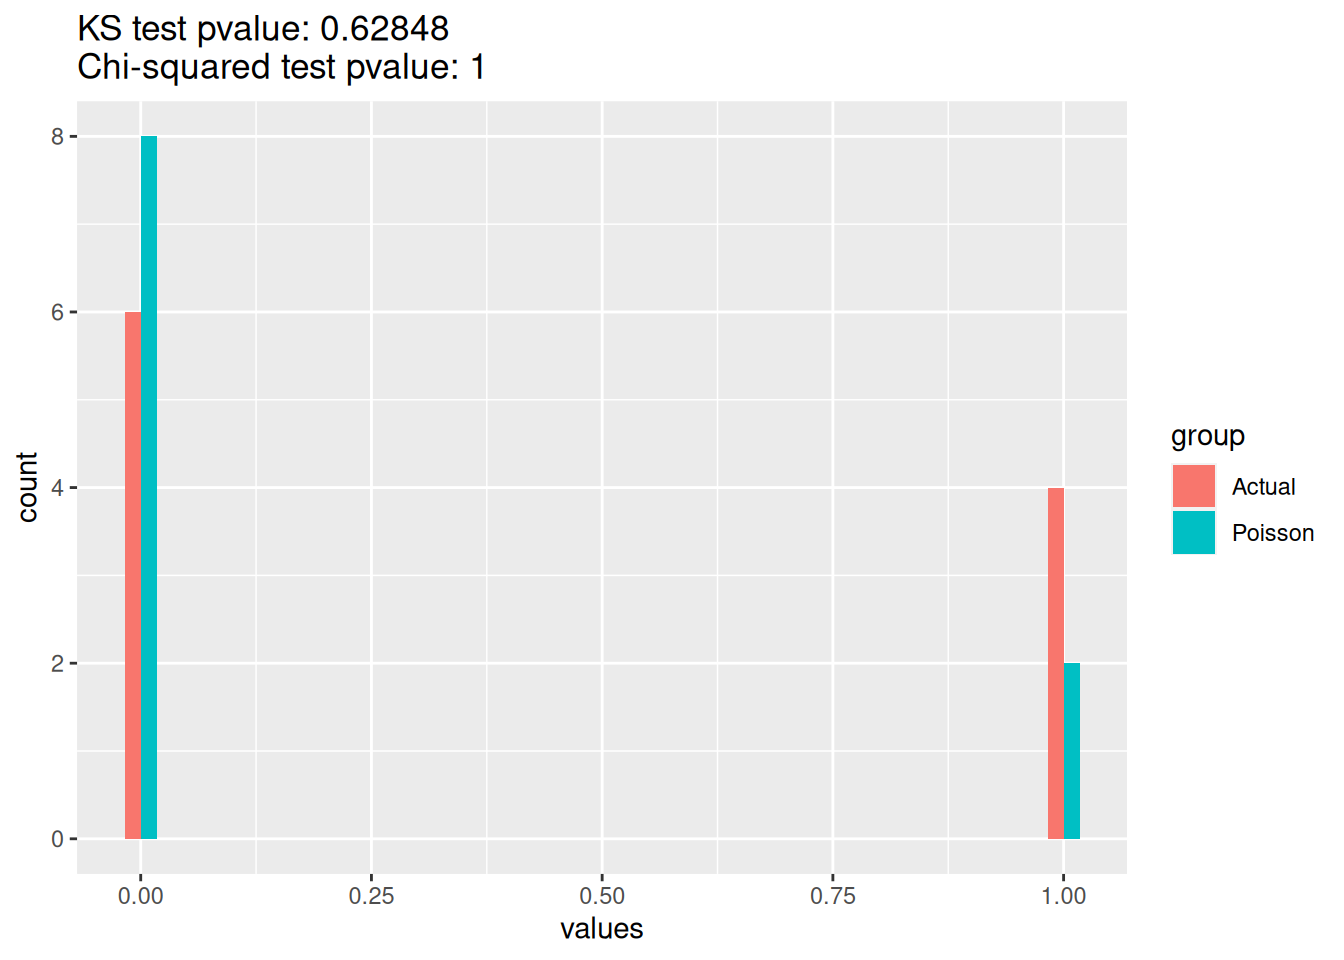 KS test pvalue: 0.62848
Chi-squared test pvalue: 1
8
6
4
2
0
count
0.00 0.25 0.50 0.75 1.00
values
group
Actual
Poisson